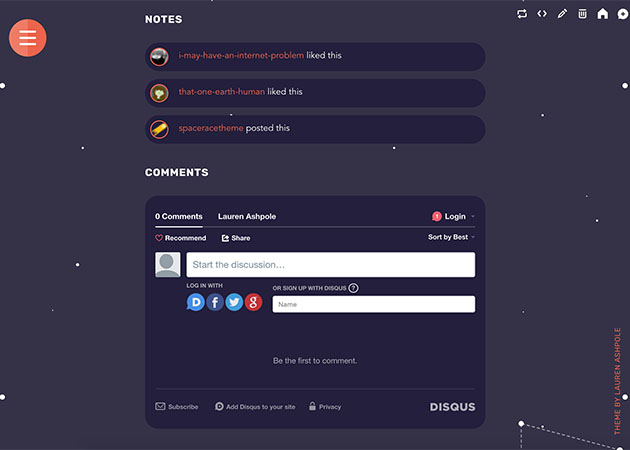 NOTES
i-may-have-an-internet-problem liked this
that-one-earth-human liked this
spaceracetheme posted this
COMMENTS
0 Comments Lauren Ashpole 1 Login
Recommend Share Sort by Best
Start the discussion...
LOG IN WITH OR SIGN UP WITH DISQUS ?
D f g Name
Be the first to comment.
Subscribe D Add Disqus to your site Privacy DISQUS
THEME BY LAUREN ASHPOLE